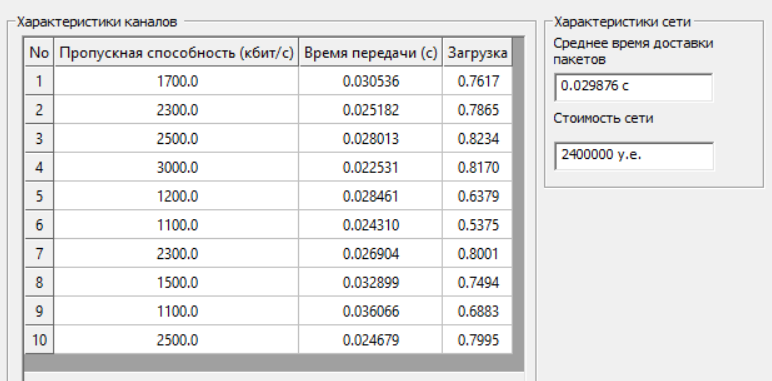 Характеристики каналов
No Пропускная способность (кбит/с) Время передачи (с) Загрузка
1 1700.0 0.030536 0.7617
2 2300.0 0.025182 0.7865
3 2500.0 0.028013 0.8234
4 3000.0 0.022531 0.8170
5 1200.0 0.028461 0.6379
6 1100.0 0.024310 0.5375
7 2300.0 0.026904 0.8001
8 1500.0 0.032899 0.7494
9 1100.0 0.036066 0.6883
10 2500.0 0.024679 0.7995
Характеристики сети
Среднее время доставки
пакетов
0.029876 с
Стоимость сети
2400000 у.е.